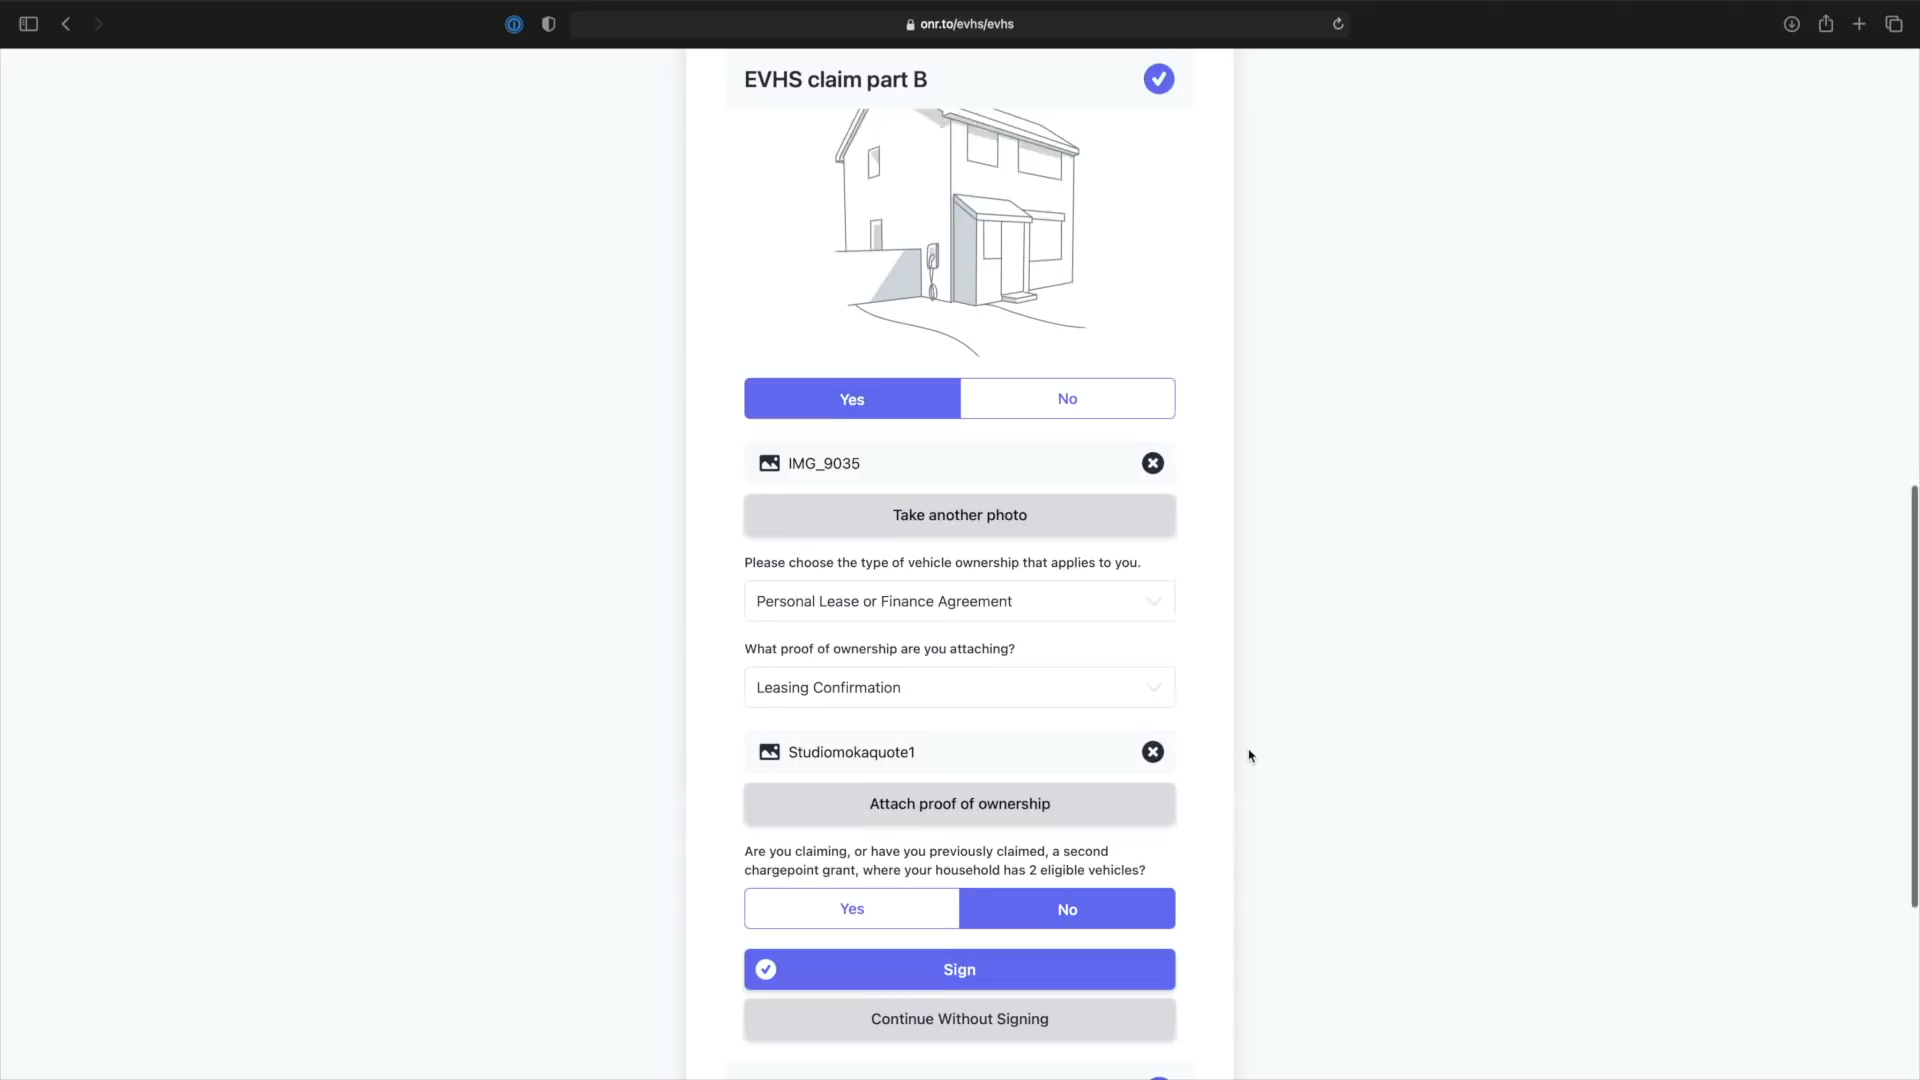 onr.to/evhs/evhs
EVHS claim part B
Yes
No
IMG_9035
Take another photo
Please choose the type of vehicle ownership that applies to you.
Personal Lease or Finance Agreement
What proof of ownership are you attaching?
Leasing Confirmation
Studiomokaquote1
Attach proof of ownership
Are you claiming, or have you previously claimed, a second
chargepoint grant, where your household has 2 eligible vehicles?
Yes
No
Sign
Continue Without Signing